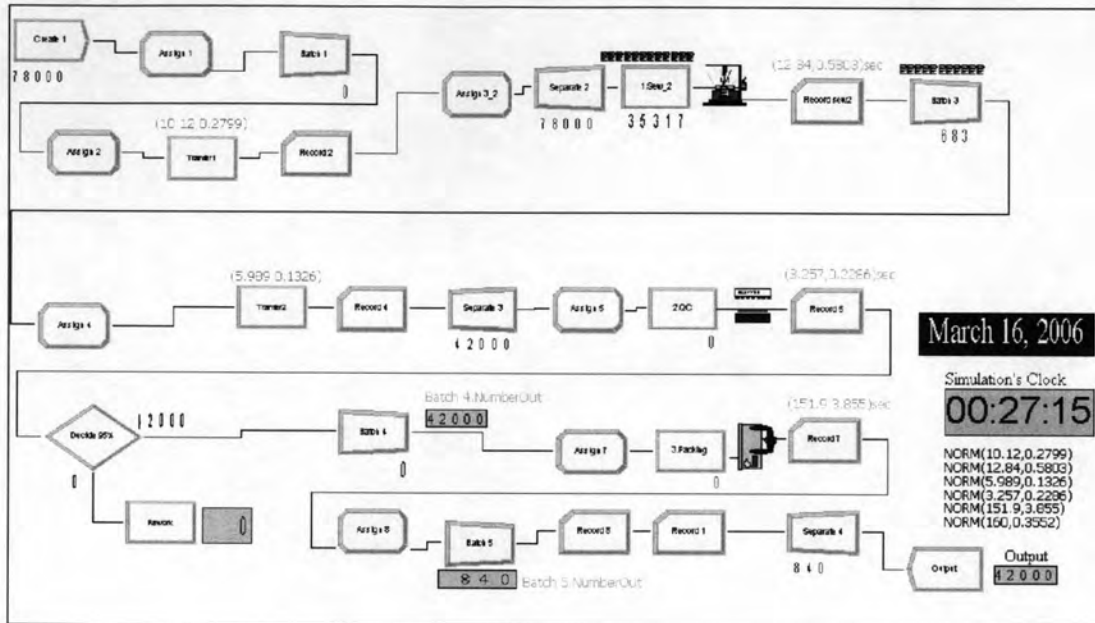 Create 1
78000
Assign 1
Batch 1
0
Assign 2
(10.12,0.2799)
Transfer1
Record 2
Assign 3_2
Separate 2
78000
1.Sew_2
35317
(12.84,0.5803)sec
Record sew2
Batch 3
683
Assign 4
(5.989,0.1326)
Transfer2
Record 4
Separate 3
42000
Assign 5
2.QC
0
(3.257,0.2286)sec
Record 5
March 16, 2006
Simulation's Clock
00:27:15
NORM(10.12,0.2799)
NORM(12.84,0.5803)
NORM(5.989,0.1326)
NORM(3.257,0.2286)
NORM(151.9,3.855)
NORM(160,0.3552)
Decide 95%
0
Rework
0
Batch 4
0
Batch 4.NumberOut
42000
Assign 7
3.Packing
0
(151.9,3.855)sec
Record 7
Assign 8
Batch 5
840
Batch 5.NumberOut
Record 8
Record 1
Separate 4
840
Output
Output
42000